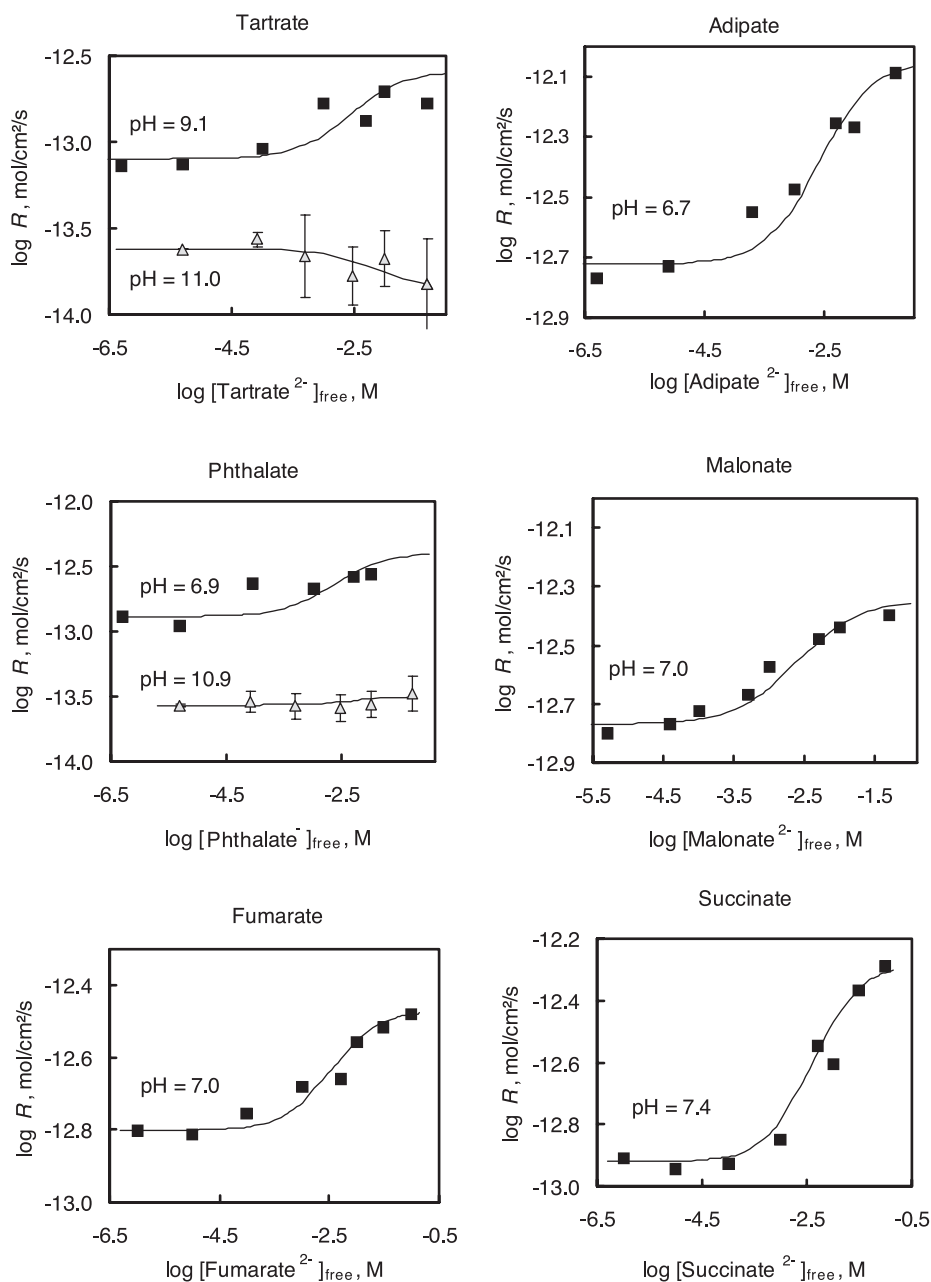 Tartrate
-12.5
-13.0
-13.5
-14.0
log R, mol/cm²/s
pH = 9.1
pH = 11.0
-6.5 -4.5 -2.5
log [Tartrate 2-]free, M
Adipate
-12.1
-12.3
-12.5
-12.7
-12.9
log R, mol/cm²/s
pH = 6.7
-6.5 -4.5 -2.5
log [Adipate 2-]free, M
Phthalate
-12.0
-12.5
-13.0
-13.5
-14.0
log R, mol/cm²/s
pH = 6.9
pH = 10.9
-6.5 -4.5 -2.5
log [Phthalate-]free, M
Malonate
-12.1
-12.3
-12.5
-12.7
-12.9
log R, mol/cm²/s
pH = 7.0
-5.5 -4.5 -3.5 -2.5 -1.5
log [Malonate 2-]free, M
Fumarate
-12.4
-12.6
-12.8
-13.0
log R, mol/cm²/s
pH = 7.0
-6.5 -4.5 -2.5 -0.5
log [Fumarate 2-]free, M
Succinate
-12.2
-12.4
-12.6
-12.8
-13.0
log R, mol/cm²/s
pH = 7.4
-6.5 -4.5 -2.5 -0.5
log [Succinate 2-]free, M